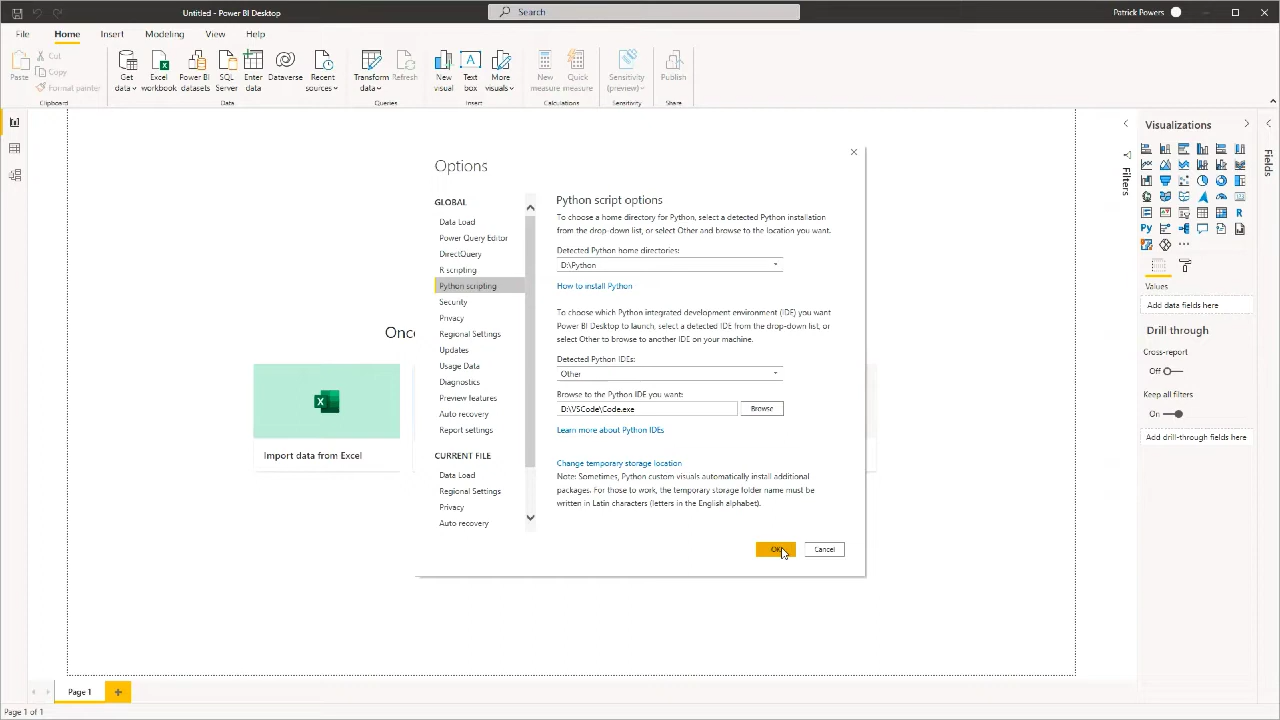 Untitled - Power BI Desktop
Search
Patrick Powers
File
Home
Insert
Modeling
View
Help
Paste
Cut
Copy
Format painter
Clipboard
Get data
Excel workbook
Power BI datasets
SQL Server
Enter data
Dataverse
Recent sources
Data
Transform data
Refresh
Queries
New visual
Text box
More visuals
Insert
New measure
Quick measure
Calculations
Sensitivity (preview)
Sensitivity
Publish
Share
Options
GLOBAL
Data Load
Power Query Editor
DirectQuery
R scripting
Python scripting
Security
Privacy
Regional Settings
Updates
Usage Data
Diagnostics
Preview features
Auto recovery
Report settings
CURRENT FILE
Data Load
Regional Settings
Privacy
Auto recovery
Python script options
To choose a home directory for Python, select a detected Python installation
from the drop-down list, or select Other and browse to the location you want.
Detected Python home directories:
D:\Python
How to install Python
To choose which Python integrated development environment (IDE) you want
Power BI Desktop to launch, select a detected IDE from the drop-down list, or
select Other to browse to another IDE on your machine.
Detected Python IDEs:
Other
Browse to the Python IDE you want:
D:\VSCode\Code.exe
Browse
Learn more about Python IDEs
Change temporary storage location
Note: Sometimes, Python custom visuals automatically install additional
packages. For those to work, the temporary storage folder name must be
written in Latin characters (letters in the English alphabet).
OK
Cancel
Onc
Import data from Excel
Filters
Visualizations
Py
R
Values
Add data fields here
Drill through
Cross-report
Off
Keep all filters
On
Add drill-through fields here
Fields
Page 1
Page 1 of 1